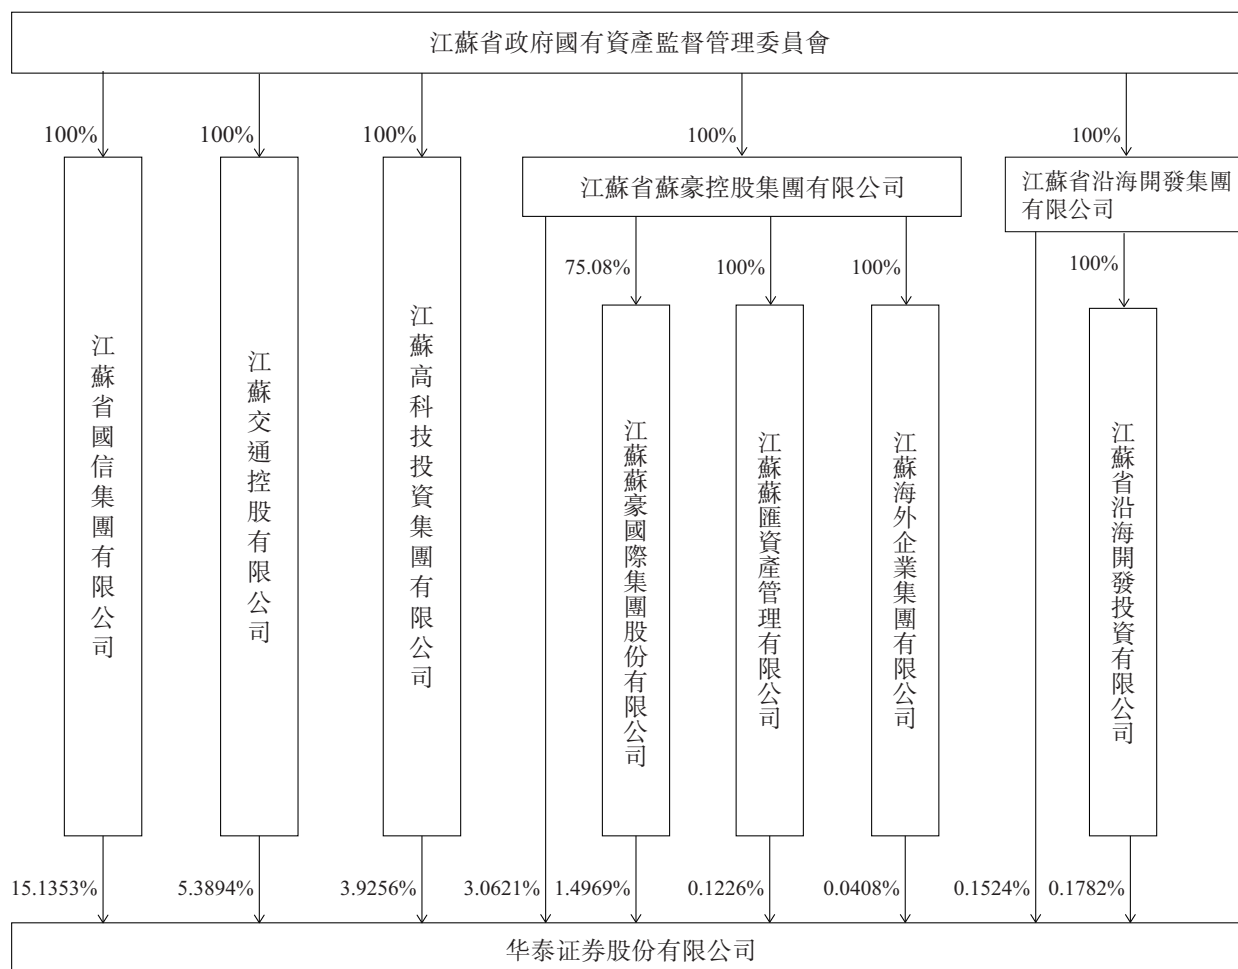 江蘇省政府國有資產監督管理委員會
100%
100%
100%
100%
100%
江蘇省蘇豪控股集團有限公司
江蘇省沿海開發集團
有限公司
75.08%
100%
100%
100%
江蘇省國信集團有限公司
江蘇交通控股有限公司
江蘇高科技投資集團有限公司
江蘇蘇豪國際集團股份有限公司
江蘇蘇匯資產管理有限公司
江蘇海外企業集團有限公司
江蘇省沿海開發投資有限公司
15.1353%
5.3894%
3.9256%
3.0621%
1.4969%
0.1226%
0.0408%
0.1524%
0.1782%
华泰证券股份有限公司